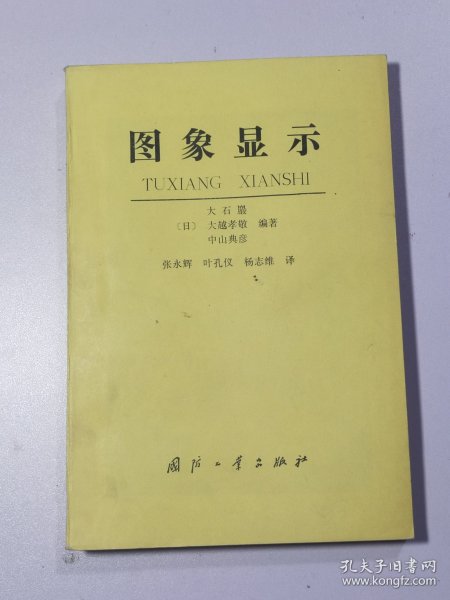 图象显示
TUXIANG XIANSHI
大石巖
〔日〕 大越孝敬 编著
中山典彦
张永辉 叶孔仪 杨志维 译
国防工业出版社
孔夫子旧书网
www.kongfz.com